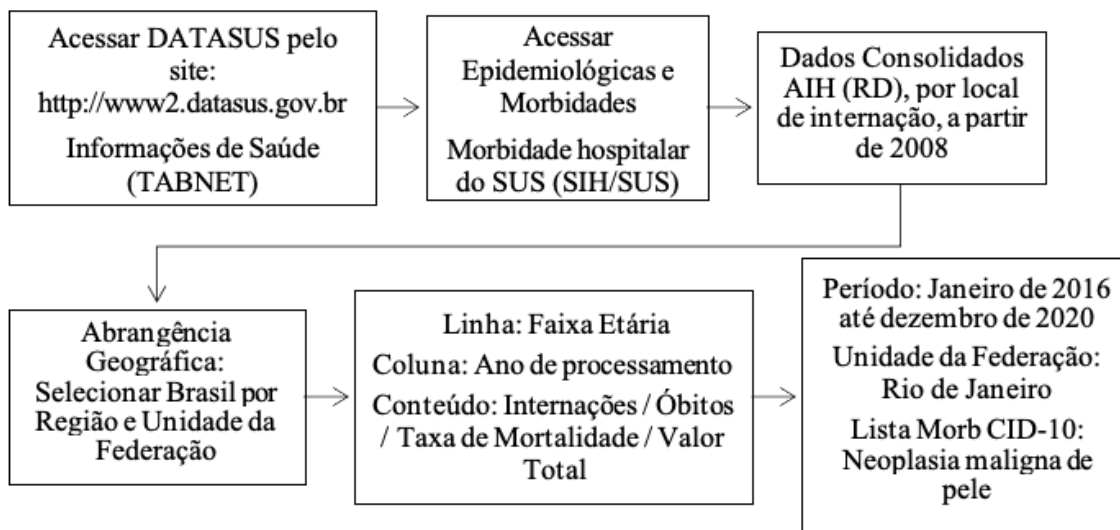 Acessar DATASUS pelo
site:
http://www2.datasus.gov.br
Informações de Saúde
(TABNET)
Acessar
Epidemiológicas e
Morbidades
Morbidade hospitalar
do SUS (SIH/SUS)
Dados Consolidados
AIH (RD), por local
de internação, a partir
de 2008
Abrangência
Geográfica:
Selecionar Brasil por
Região e Unidade da
Federação
Linha: Faixa Etária
Coluna: Ano de processamento
Conteúdo: Internações / Óbitos
/ Taxa de Mortalidade / Valor
Total
Período: Janeiro de 2016
até dezembro de 2020
Unidade da Federação:
Rio de Janeiro
Lista Morb CID-10:
Neoplasia maligna de
pele